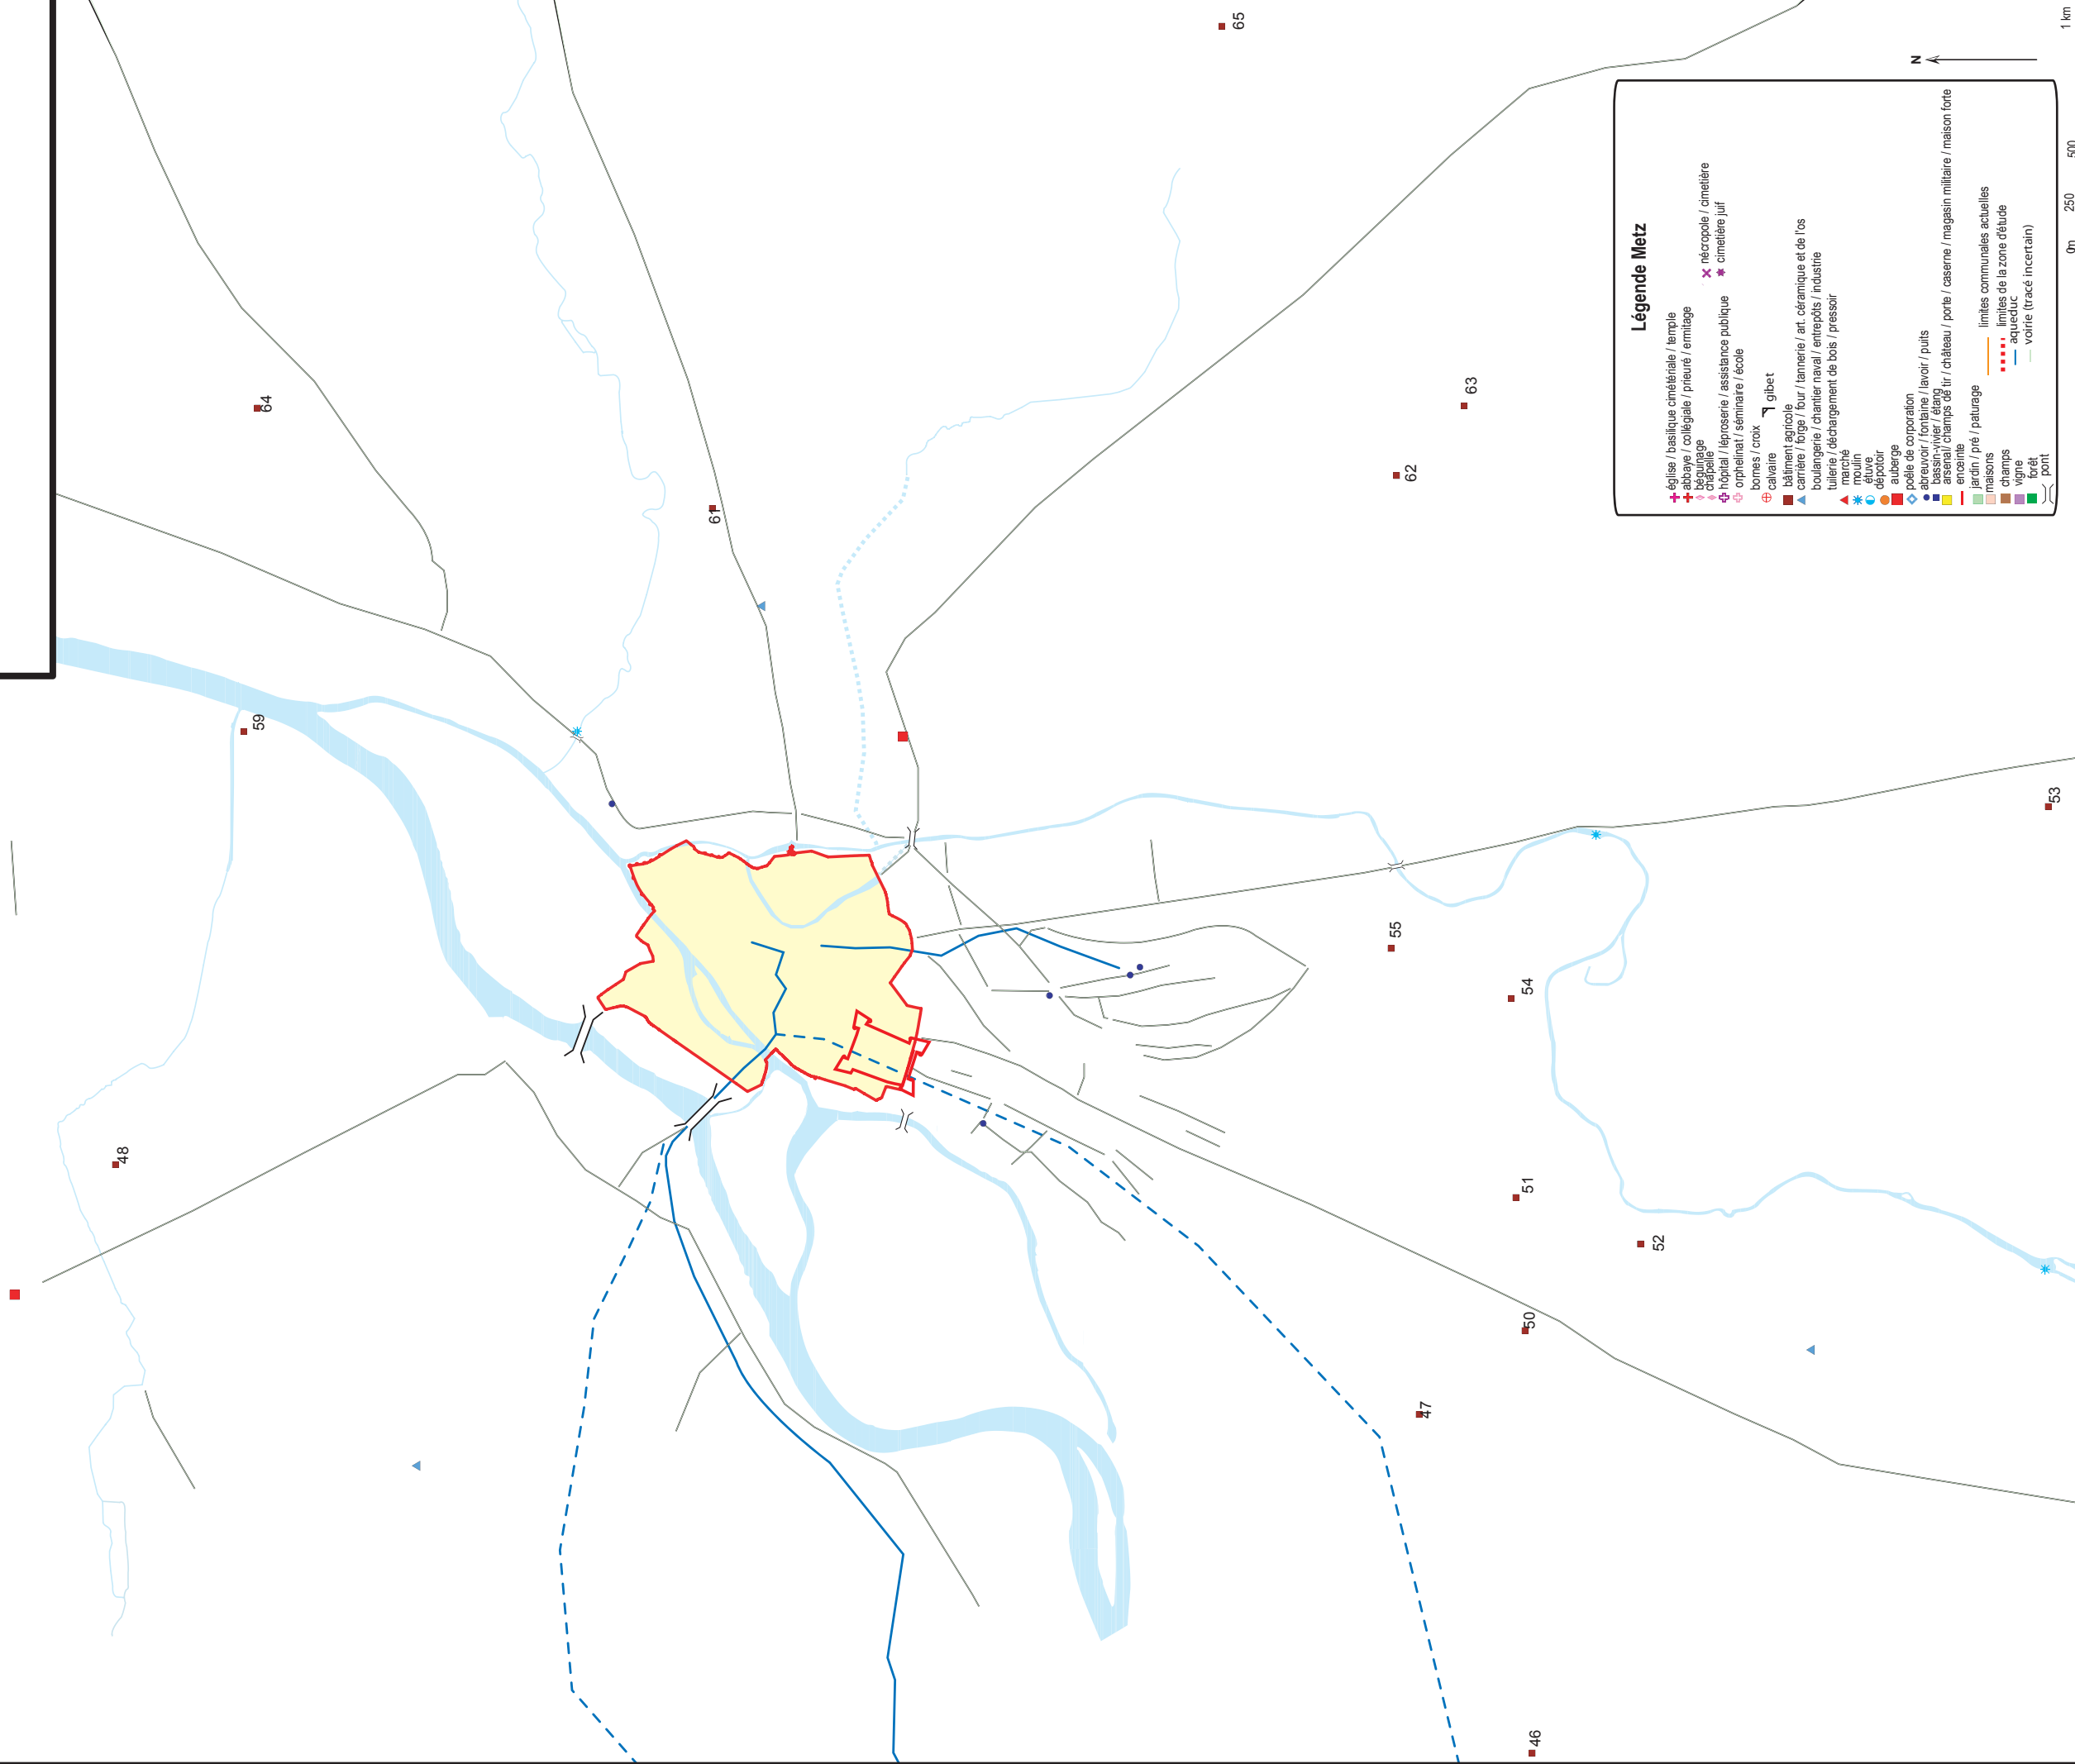 65
64
61
63
62
59
53
55
54
48
51
52
50
47
46
N
1 km
500
250
0m
Légende Metz
église / basilique cimétériale / temple
abbaye / collégiale / prieuré / ermitage
béguinage
chapelle
nécropole / cimetière
hôpital / léproserie / assistance publique
cimetière juif
orphelinat / séminaire / école
bornes / croix
calvaire
gibet
bâtiment agricole
carrière / forge / four / tannerie / art. céramique et de l'os
boulangerie / chantier naval / entrepôts / industrie
tuilerie / déchargement de bois / pressoir
marché
moulin
étuve
dépotoir
auberge
poêle de corporation
abreuvoir / fontaine / lavoir / puits
bassin-vivier / étang
arsenal/ champs de tir / château / porte / caserne / magasin militaire / maison forte
enceinte
jardin / pré / paturage
maisons
champs
vigne
forêt
pont
limites communales actuelles
limites de la zone d'étude
aqueduc
voirie (tracé incertain)